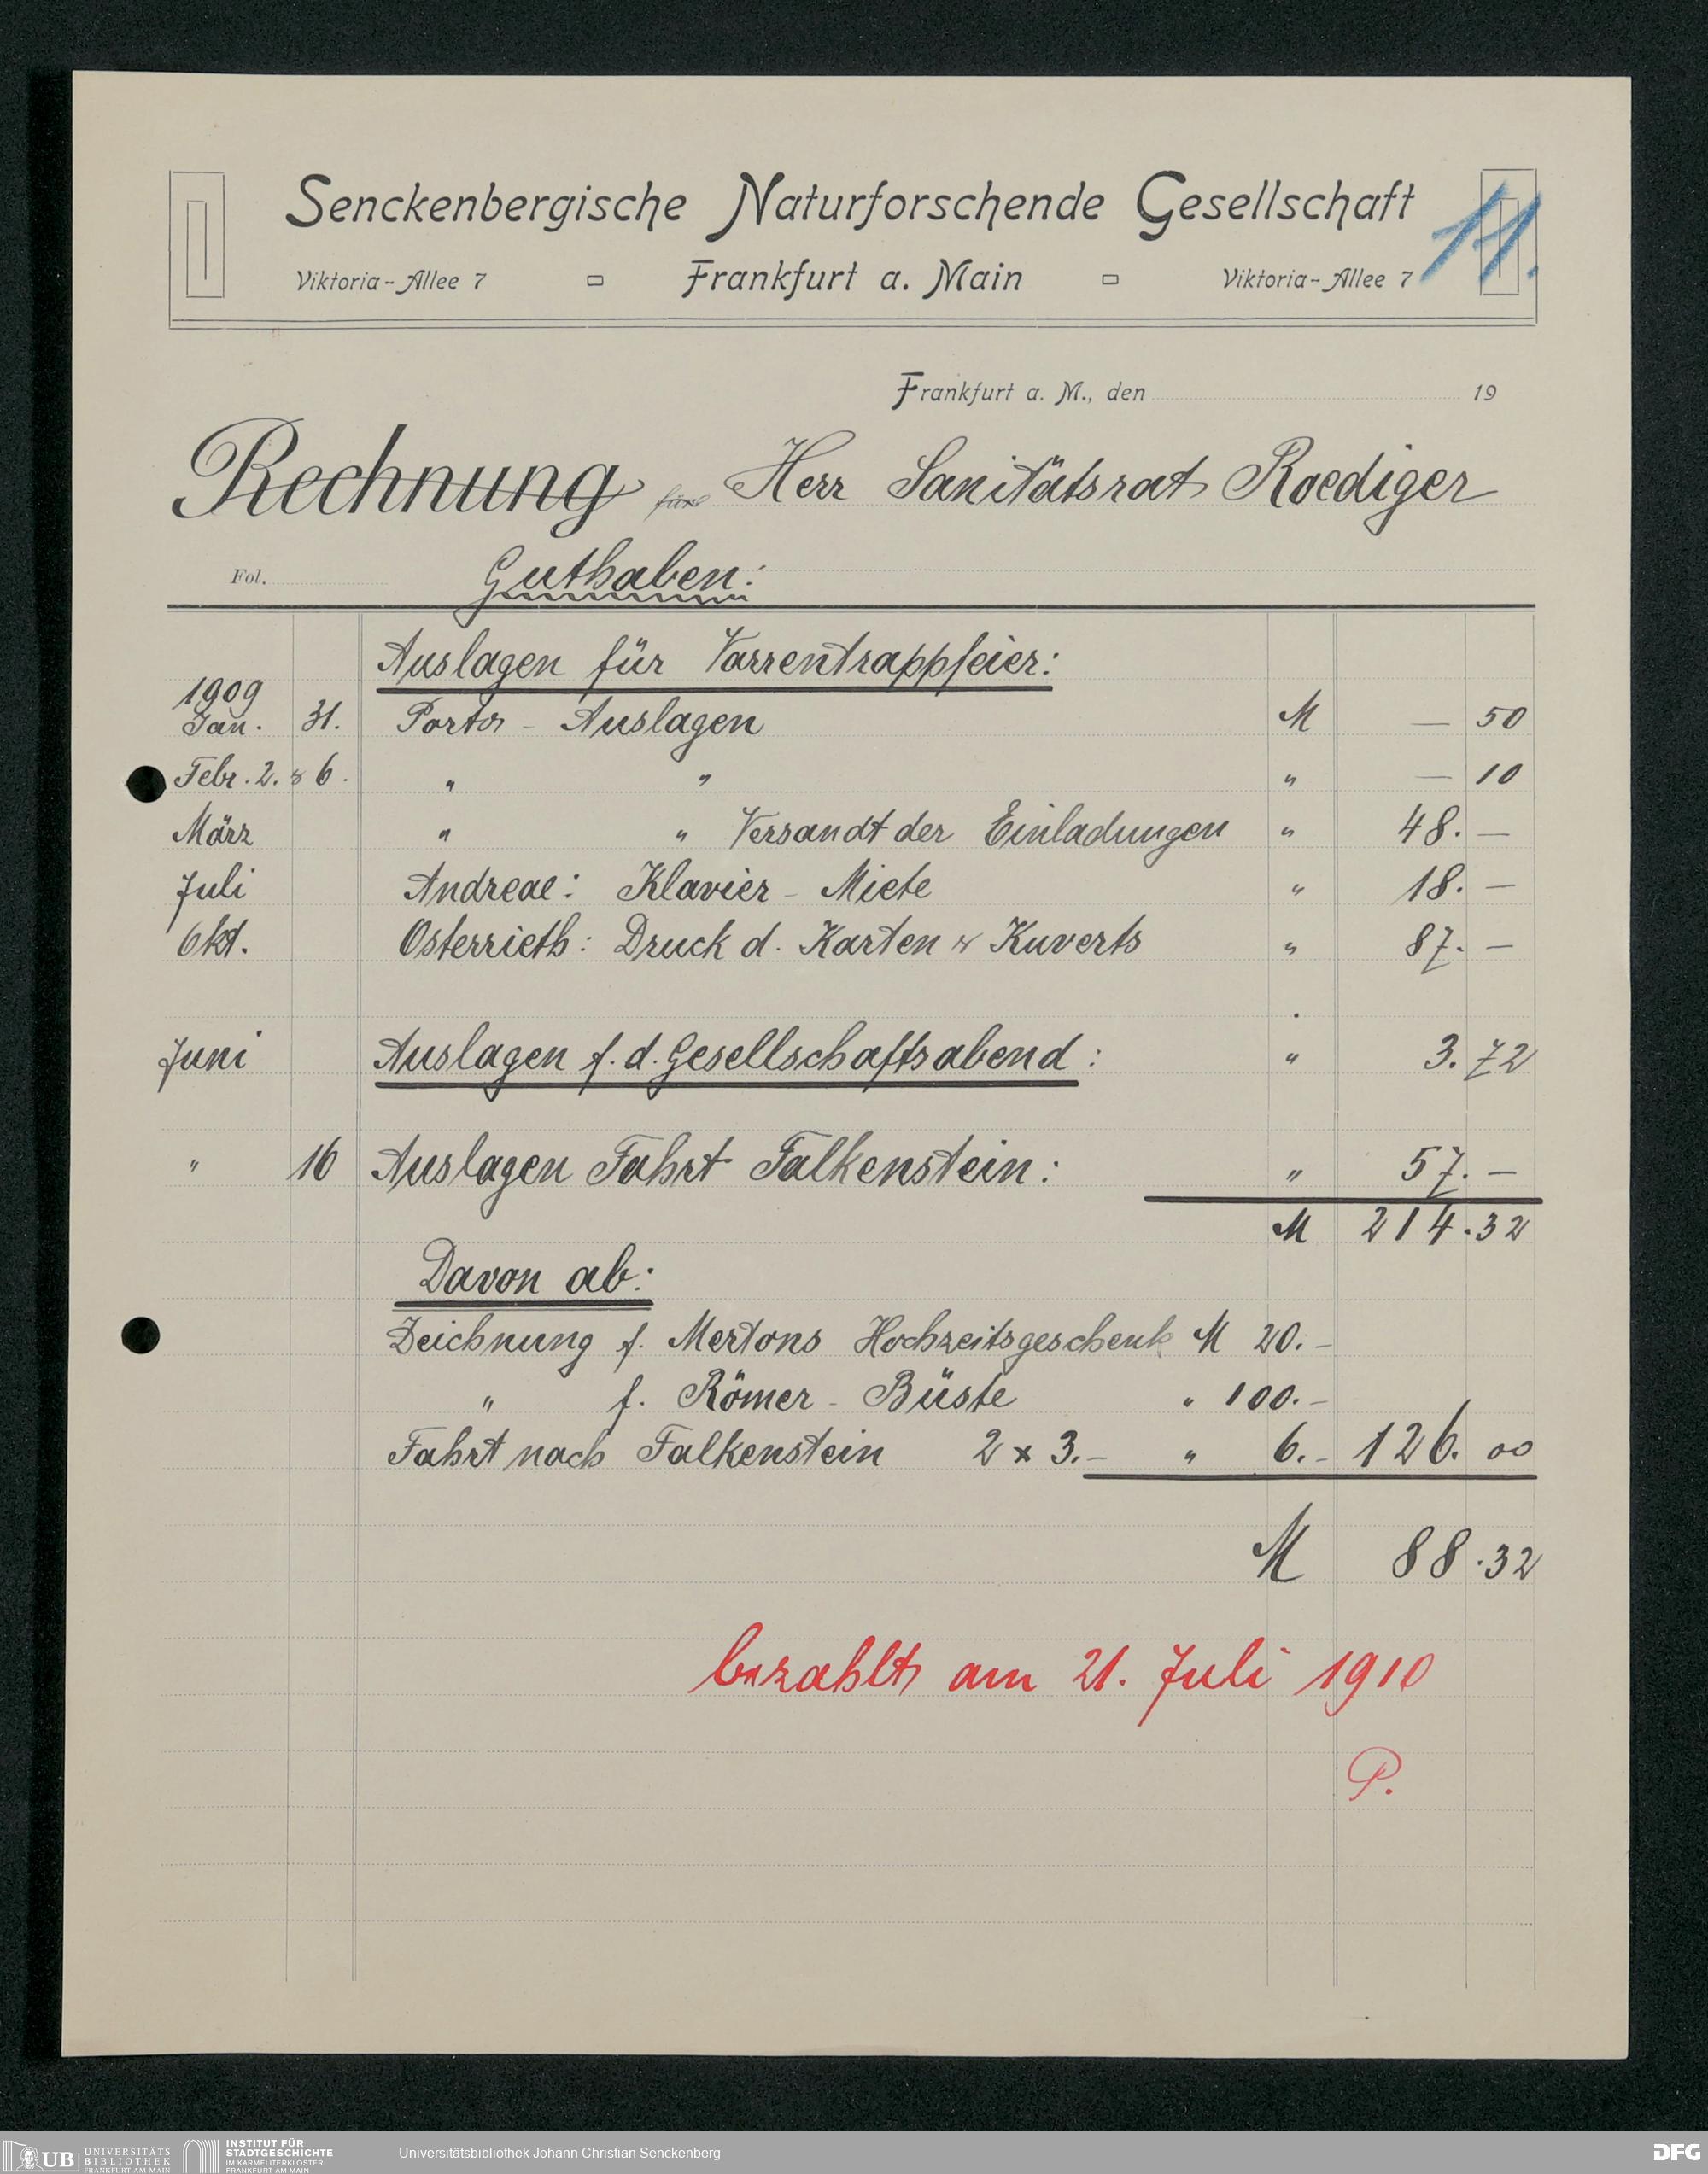 Senckenbergische Naturforschende Gesellschaft
11.
Viktoria-Allee 7 Frankfurt a. Main Viktoria-Allee 7
Frankfurt a. M., den 19
Rechnung für Herr Sanitätsrat Roediger
Fol. Guthaben:
Auslagen für Varrentrappfeier:
1909
Jan. 31. Porto - Auslagen M — 50
Febr. 2. & 6. " " " — 10
März " " Versandt der Einladungen " 48. —
Juli Andreae: Klavier - Miete " 18. —
Okt. Osterrieth: Druck d. Karten & Kuverts " 87. —
Juni Auslagen f. d. Gesellschaftsabend: " 3. 72
" 16 Auslagen Fahrt Falkenstein: " 57. —
M 214.32
Davon ab:
Zeichnung f. Mertons Hochzeitsgeschenk M 20.-
" f. Römer - Büste " 100.-
Fahrt nach Falkenstein 2 x 3.- " 6.- 126. 00
M 88.32
bezahlt am 21. Juli 1910
P.
UB UNIVERSITÄTS
BIBLIOTHEK
FRANKFURT AM MAIN
INSTITUT FÜR
STADTGESCHICHTE
IM KARMELITERKLOSTER
FRANKFURT AM MAIN
Universitätsbibliothek Johann Christian Senckenberg
DFG